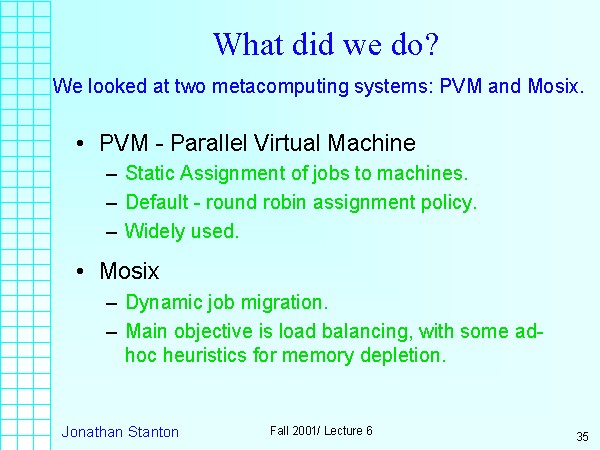 What did we do?
We looked at two metacomputing systems: PVM and Mosix.
• PVM - Parallel Virtual Machine
– Static Assignment of jobs to machines.
– Default - round robin assignment policy.
– Widely used.
• Mosix
– Dynamic job migration.
– Main objective is load balancing, with some ad-
hoc heuristics for memory depletion.
Jonathan Stanton
Fall 2001/ Lecture 6
35